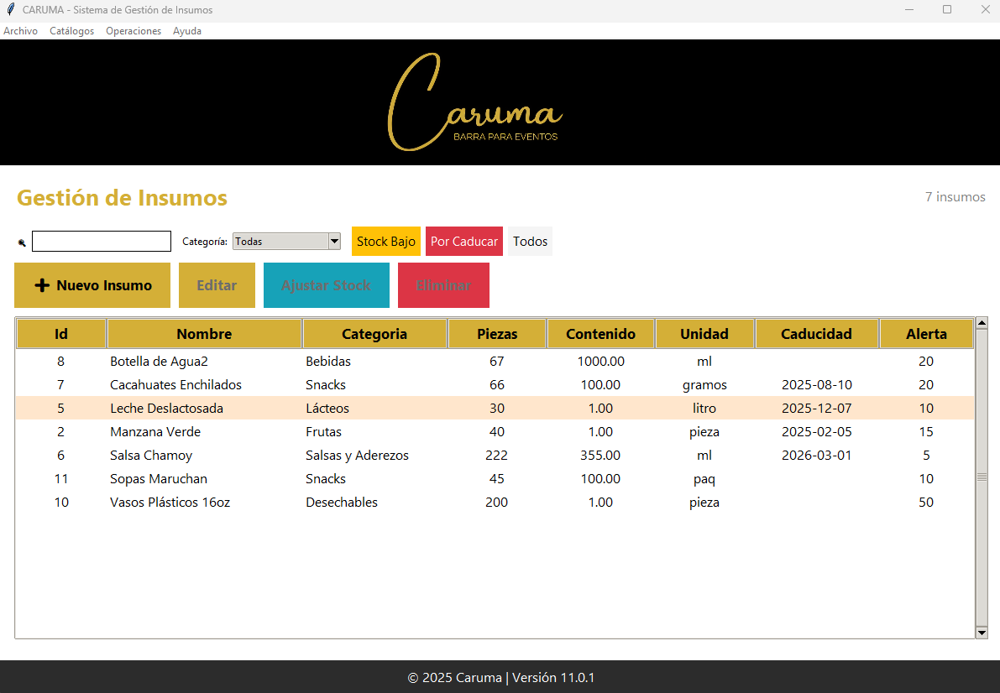 CARUMA - Sistema de Gestión de Insumos
Archivo Catálogos Operaciones Ayuda
Caruma
BARRA PARA EVENTOS
Gestión de Insumos
7 insumos
Categoría: Todas Stock Bajo Por Caducar Todos
+ Nuevo Insumo Editar Ajustar Stock Eliminar
Id Nombre Categoria Piezas Contenido Unidad Caducidad Alerta
8 Botella de Agua2 Bebidas 67 1000.00 ml 20
7 Cacahuates Enchilados Snacks 66 100.00 gramos 2025-08-10 20
5 Leche Deslactosada Lácteos 30 1.00 litro 2025-12-07 10
2 Manzana Verde Frutas 40 1.00 pieza 2025-02-05 15
6 Salsa Chamoy Salsas y Aderezos 222 355.00 ml 2026-03-01 5
11 Sopas Maruchan Snacks 45 100.00 paq 10
10 Vasos Plásticos 16oz Desechables 200 1.00 pieza 50
© 2025 Caruma | Versión 11.0.1